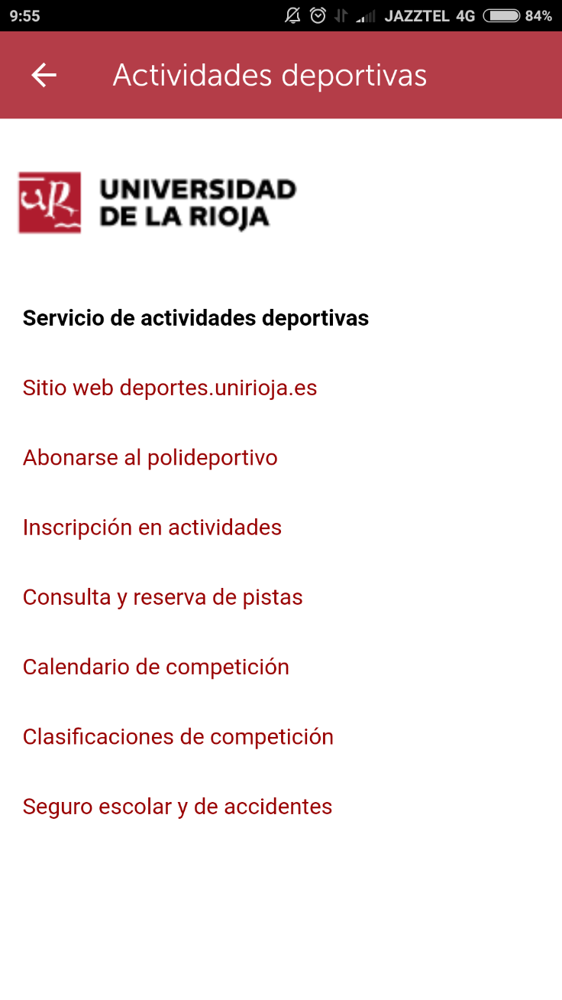 9:55 JAZZTEL 4G 84%
Actividades deportivas
UR UNIVERSIDAD
DE LA RIOJA
Servicio de actividades deportivas
Sitio web deportes.unirioja.es
Abonarse al polideportivo
Inscripción en actividades
Consulta y reserva de pistas
Calendario de competición
Clasificaciones de competición
Seguro escolar y de accidentes